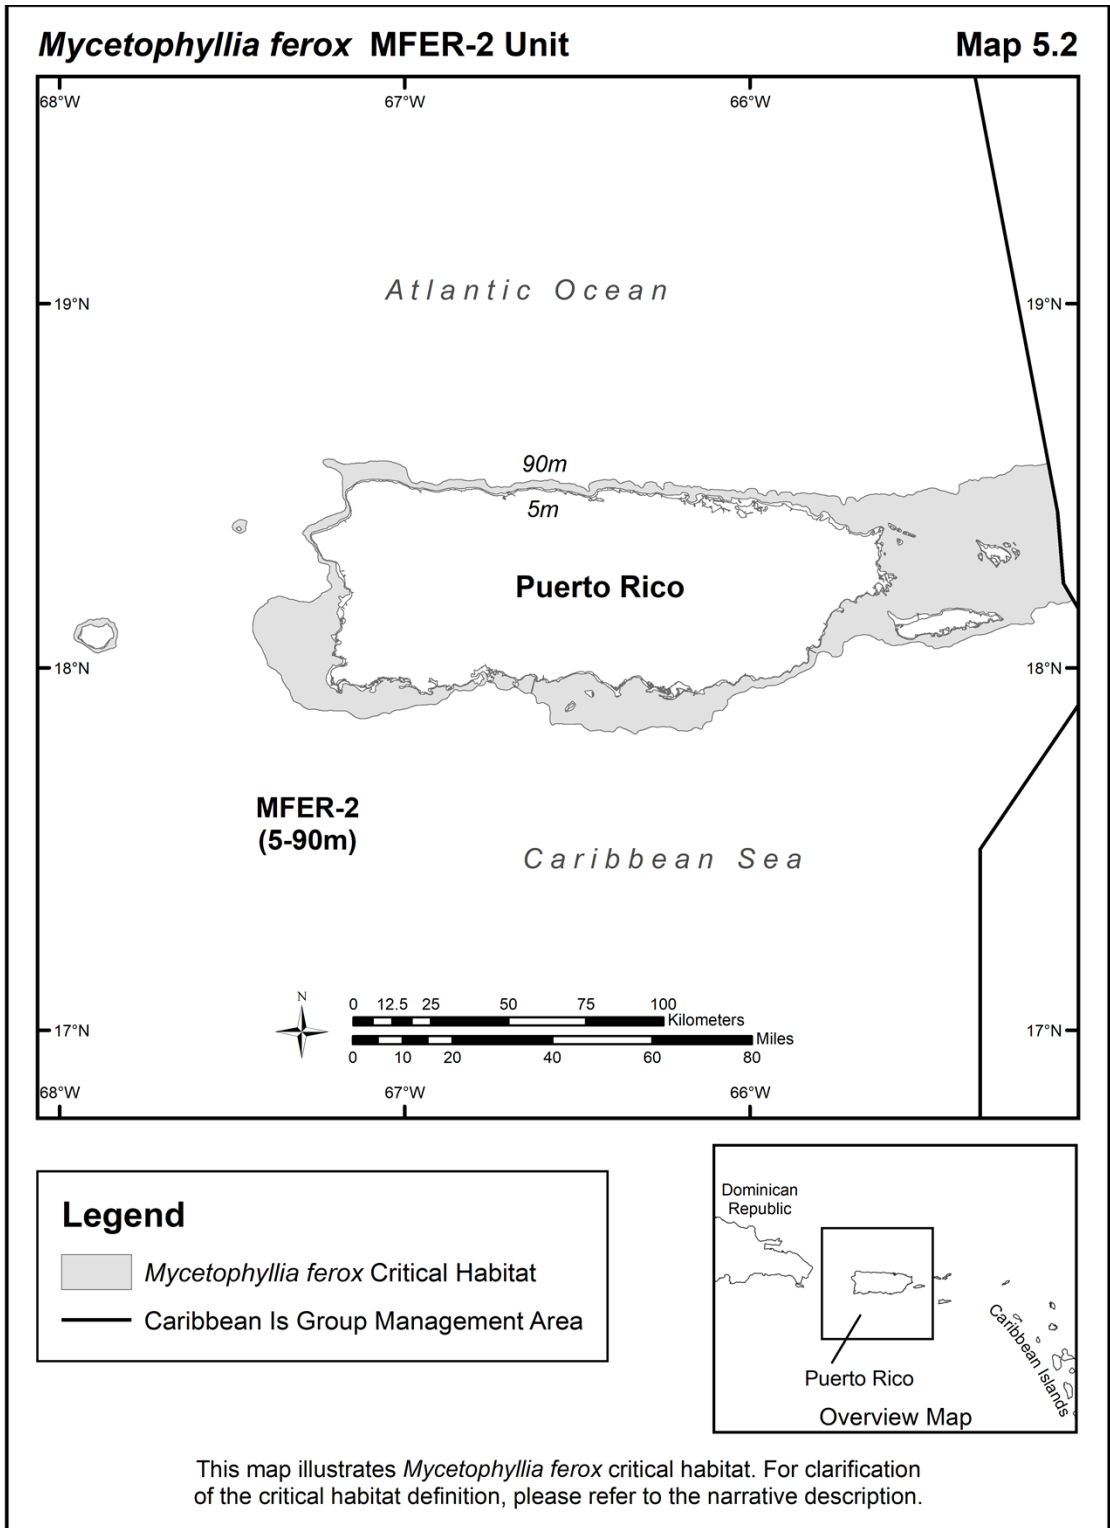 Mycetophyllia ferox MFER-2 Unit
Map 5.2
68°W
67°W
66°W
Atlantic Ocean
19°N
19°N
90m
5m
Puerto Rico
18°N
18°N
MFER-2
(5-90m)
Caribbean Sea
N
0 12.5 25 50 75 100
Kilometers
Miles
0 10 20 40 60 80
17°N
17°N
68°W
67°W
66°W
Legend
Mycetophyllia ferox Critical Habitat
Caribbean Is Group Management Area
Dominican
Republic
Caribbean Islands
Puerto Rico
Overview Map
This map illustrates Mycetophyllia ferox critical habitat. For clarification
of the critical habitat definition, please refer to the narrative description.